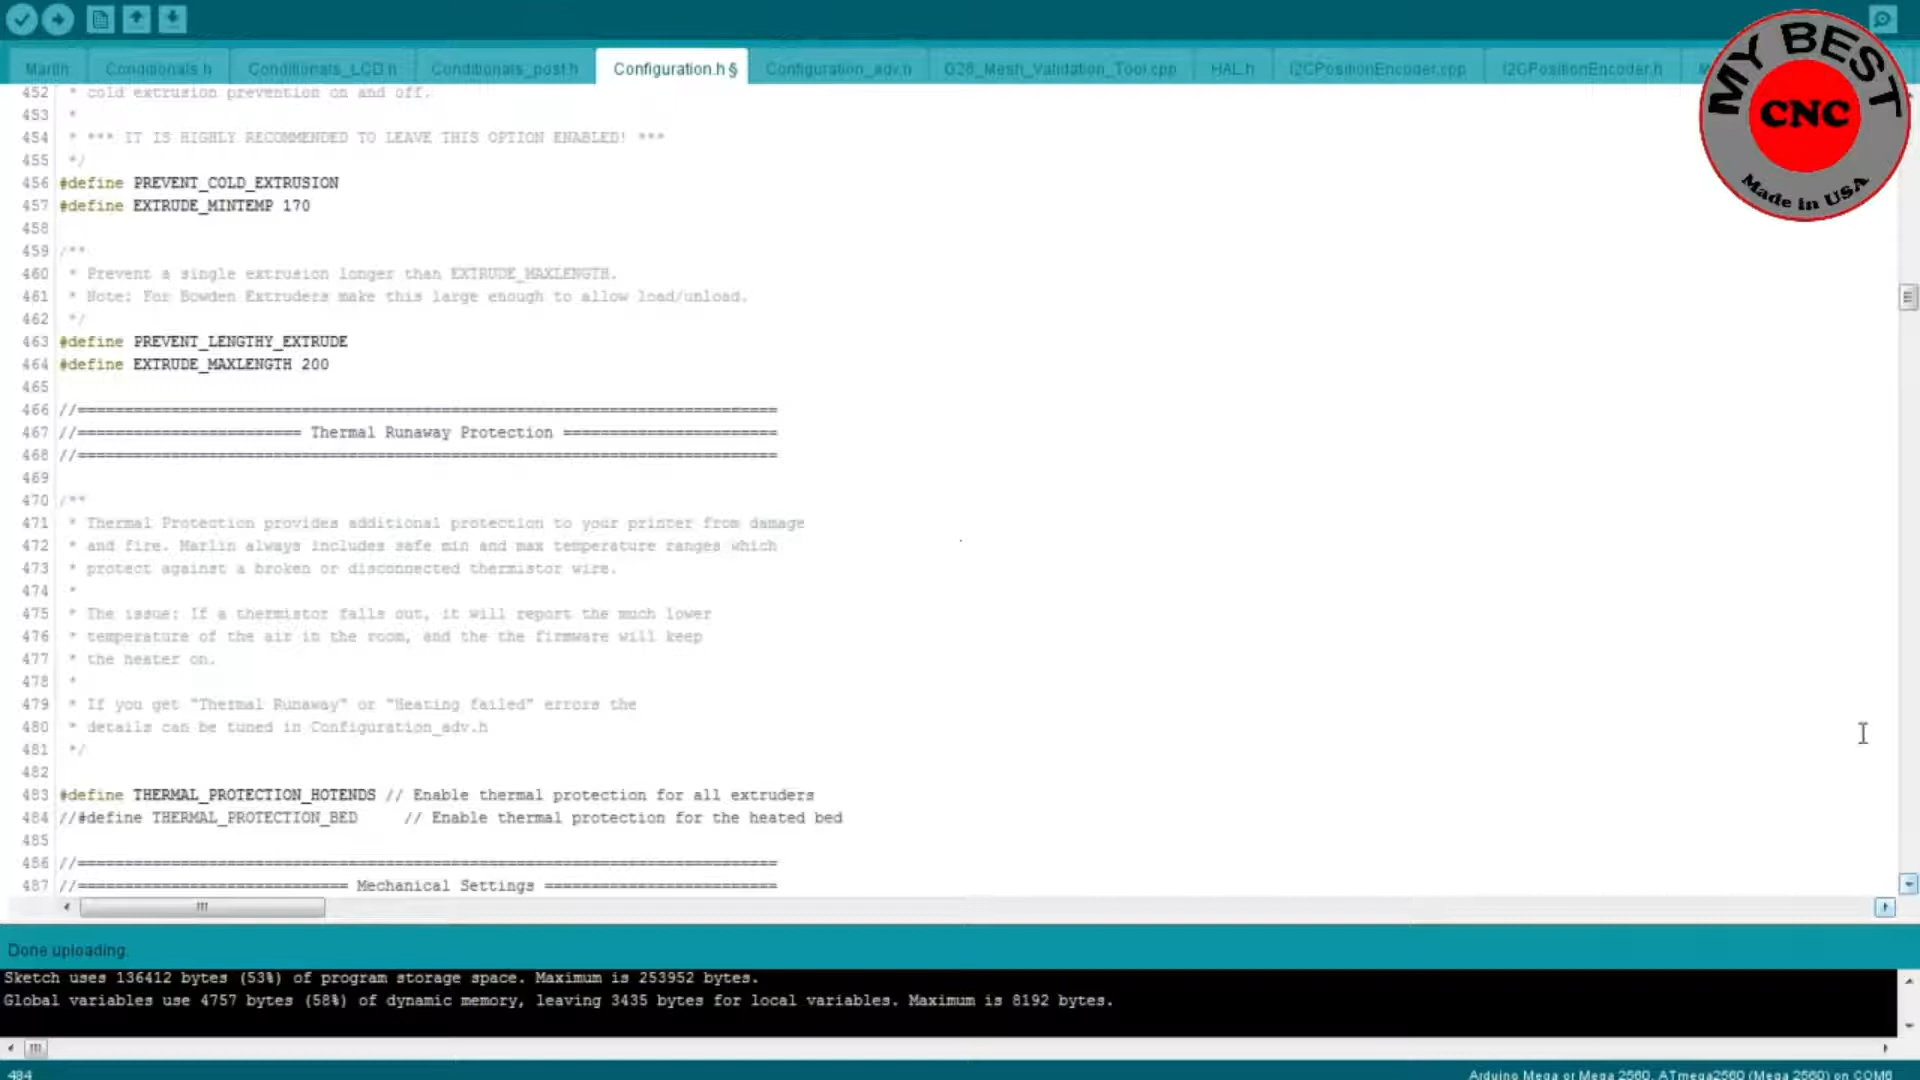 Marlin Conditionals.h Conditionals_LCD.h Conditionals_post.h Configuration.h § Configuration_adv.h G26_Mesh_Validation_Tool.cpp HAL.h I2CPositionEncoder.cpp I2CPositionEncoder.h
MY BEST
CNC
Made in USA
452 * cold extrusion prevention on and off.
453 *
454 * *** IT IS HIGHLY RECOMMENDED TO LEAVE THIS OPTION ENABLED! ***
455 */
456 #define PREVENT_COLD_EXTRUSION
457 #define EXTRUDE_MINTEMP 170
458
459 /**
460 * Prevent a single extrusion longer than EXTRUDE_MAXLENGTH.
461 * Note: For Bowden Extruders make this large enough to allow load/unload.
462 */
463 #define PREVENT_LENGTHY_EXTRUDE
464 #define EXTRUDE_MAXLENGTH 200
465
466 //===========================================================================
467 //======================== Thermal Runaway Protection =======================
468 //===========================================================================
469
470 /**
471 * Thermal Protection provides additional protection to your printer from damage
472 * and fire. Marlin always includes safe min and max temperature ranges which
473 * protect against a broken or disconnected thermistor wire.
474 *
475 * The issue: If a thermistor falls out, it will report the much lower
476 * temperature of the air in the room, and the the firmware will keep
477 * the heater on.
478 *
479 * If you get "Thermal Runaway" or "Heating failed" errors the
480 * details can be tuned in Configuration_adv.h
481 */
482
483 #define THERMAL_PROTECTION_HOTENDS // Enable thermal protection for all extruders
484 //#define THERMAL_PROTECTION_BED // Enable thermal protection for the heated bed
485
486 //===========================================================================
487 //============================= Mechanical Settings =========================
Done uploading.
Sketch uses 136412 bytes (53%) of program storage space. Maximum is 253952 bytes.
Global variables use 4757 bytes (58%) of dynamic memory, leaving 3435 bytes for local variables. Maximum is 8192 bytes.
484 Arduino Mega or Mega 2560, ATmega2560 (Mega 2560) on COM6